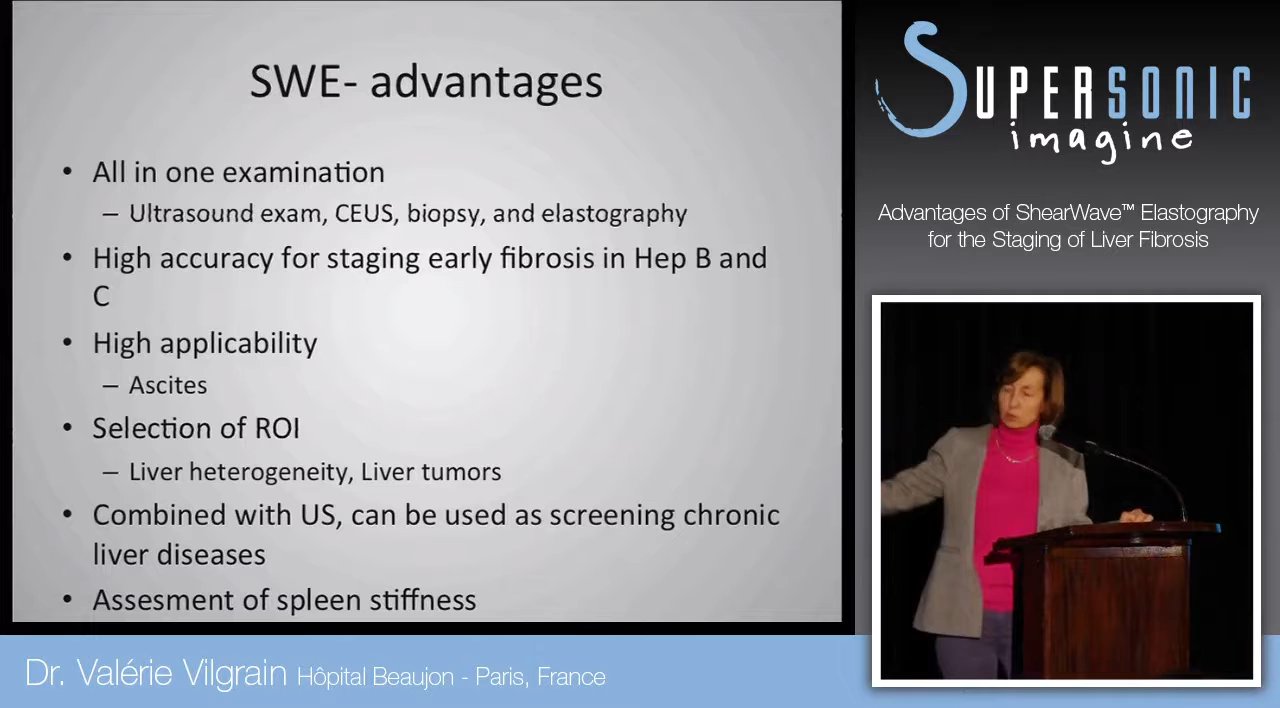 SWE- advantages
• All in one examination
– Ultrasound exam, CEUS, biopsy, and elastography
• High accuracy for staging early fibrosis in Hep B and
C
• High applicability
– Ascites
• Selection of ROI
– Liver heterogeneity, Liver tumors
• Combined with US, can be used as screening chronic
liver diseases
• Assesment of spleen stiffness
SUPERSONIC
imagine
Advantages of ShearWave™ Elastography
for the Staging of Liver Fibrosis
Dr. Valérie Vilgrain Hôpital Beaujon - Paris, France